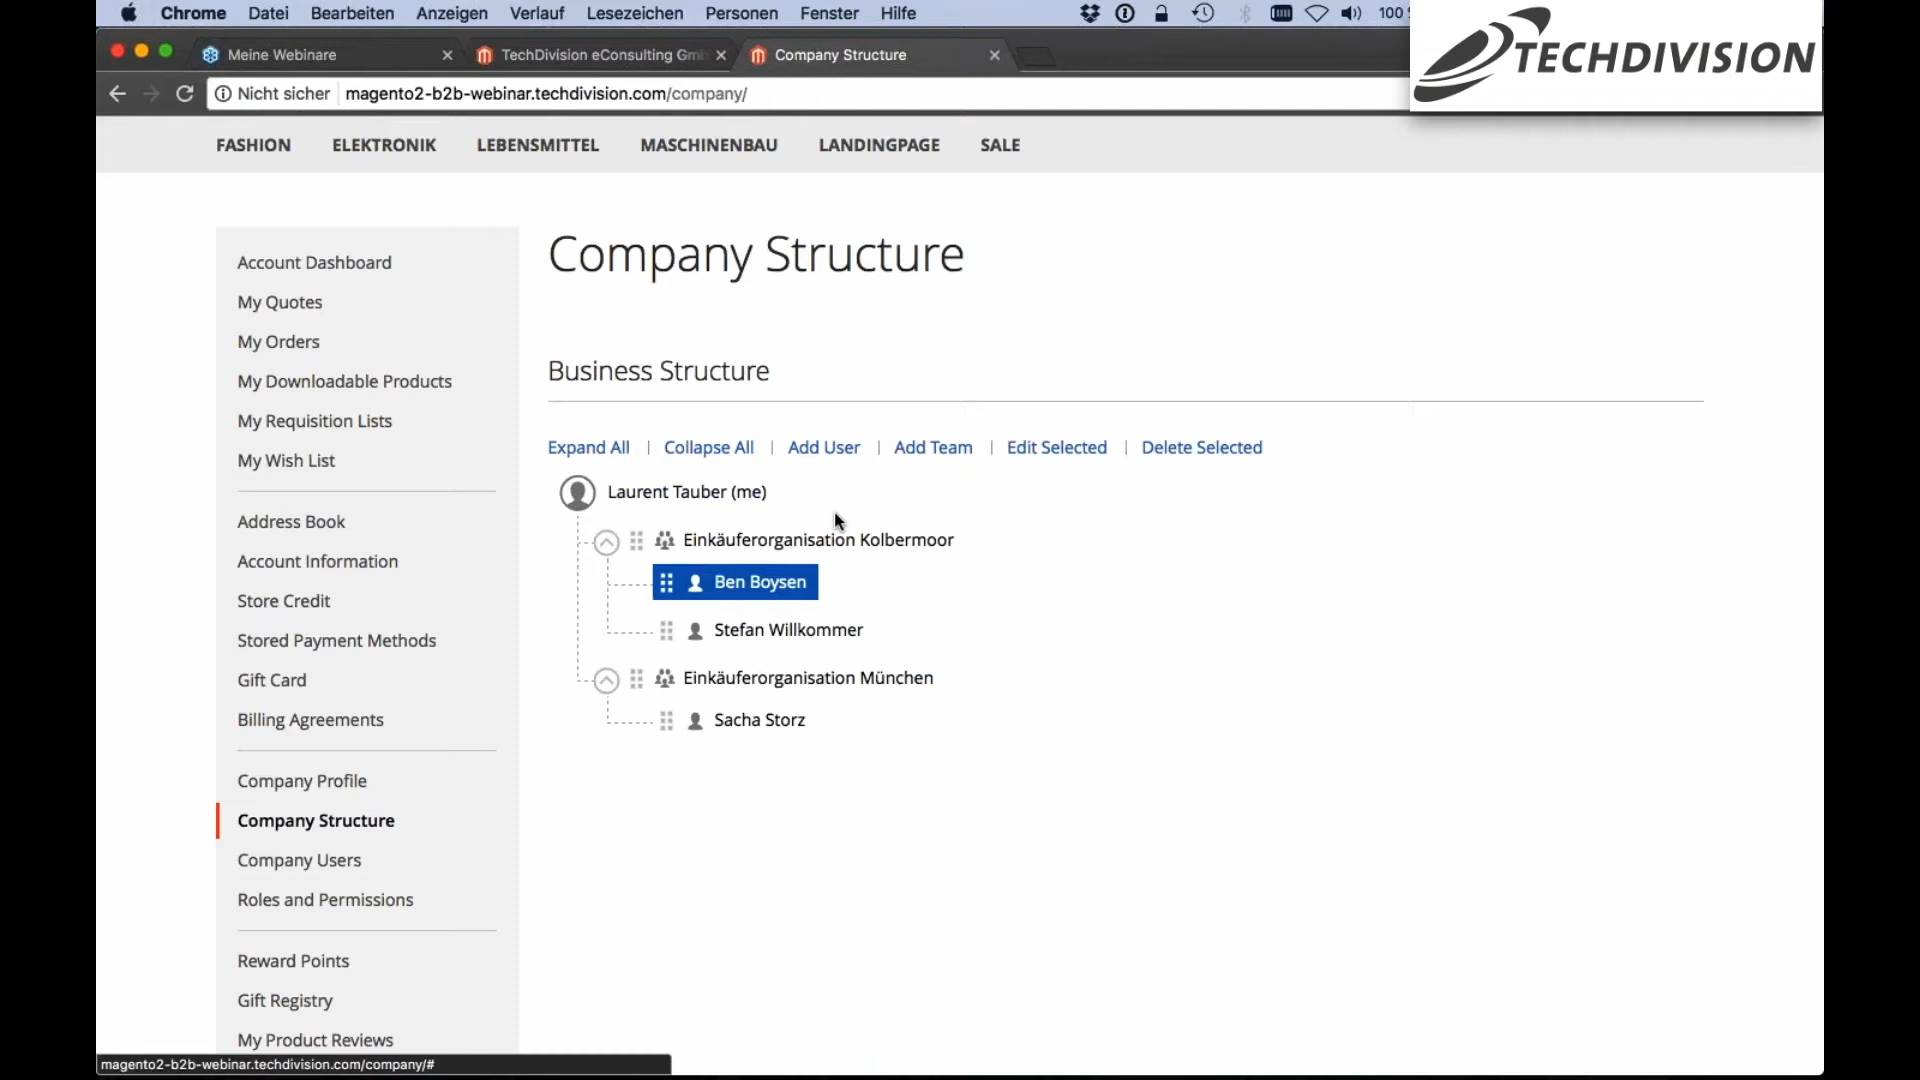 Chrome Datei Bearbeiten Anzeigen Verlauf Lesezeichen Personen Fenster Hilfe 100
TECHDIVISION
Meine Webinare TechDivision eConsulting Gm Company Structure
Nicht sicher magento2-b2b-webinar.techdivision.com/company/
FASHION ELEKTRONIK LEBENSMITTEL MASCHINENBAU LANDINGPAGE SALE
Account Dashboard
My Quotes
My Orders
My Downloadable Products
My Requisition Lists
My Wish List
Address Book
Account Information
Store Credit
Stored Payment Methods
Gift Card
Billing Agreements
Company Profile
Company Structure
Company Users
Roles and Permissions
Reward Points
Gift Registry
My Product Reviews
Company Structure
Business Structure
Expand All | Collapse All | Add User | Add Team | Edit Selected | Delete Selected
Laurent Tauber (me)
Einkäuferorganisation Kolbermoor
Ben Boysen
Stefan Willkommer
Einkäuferorganisation München
Sacha Storz
magento2-b2b-webinar.techdivision.com/company/#